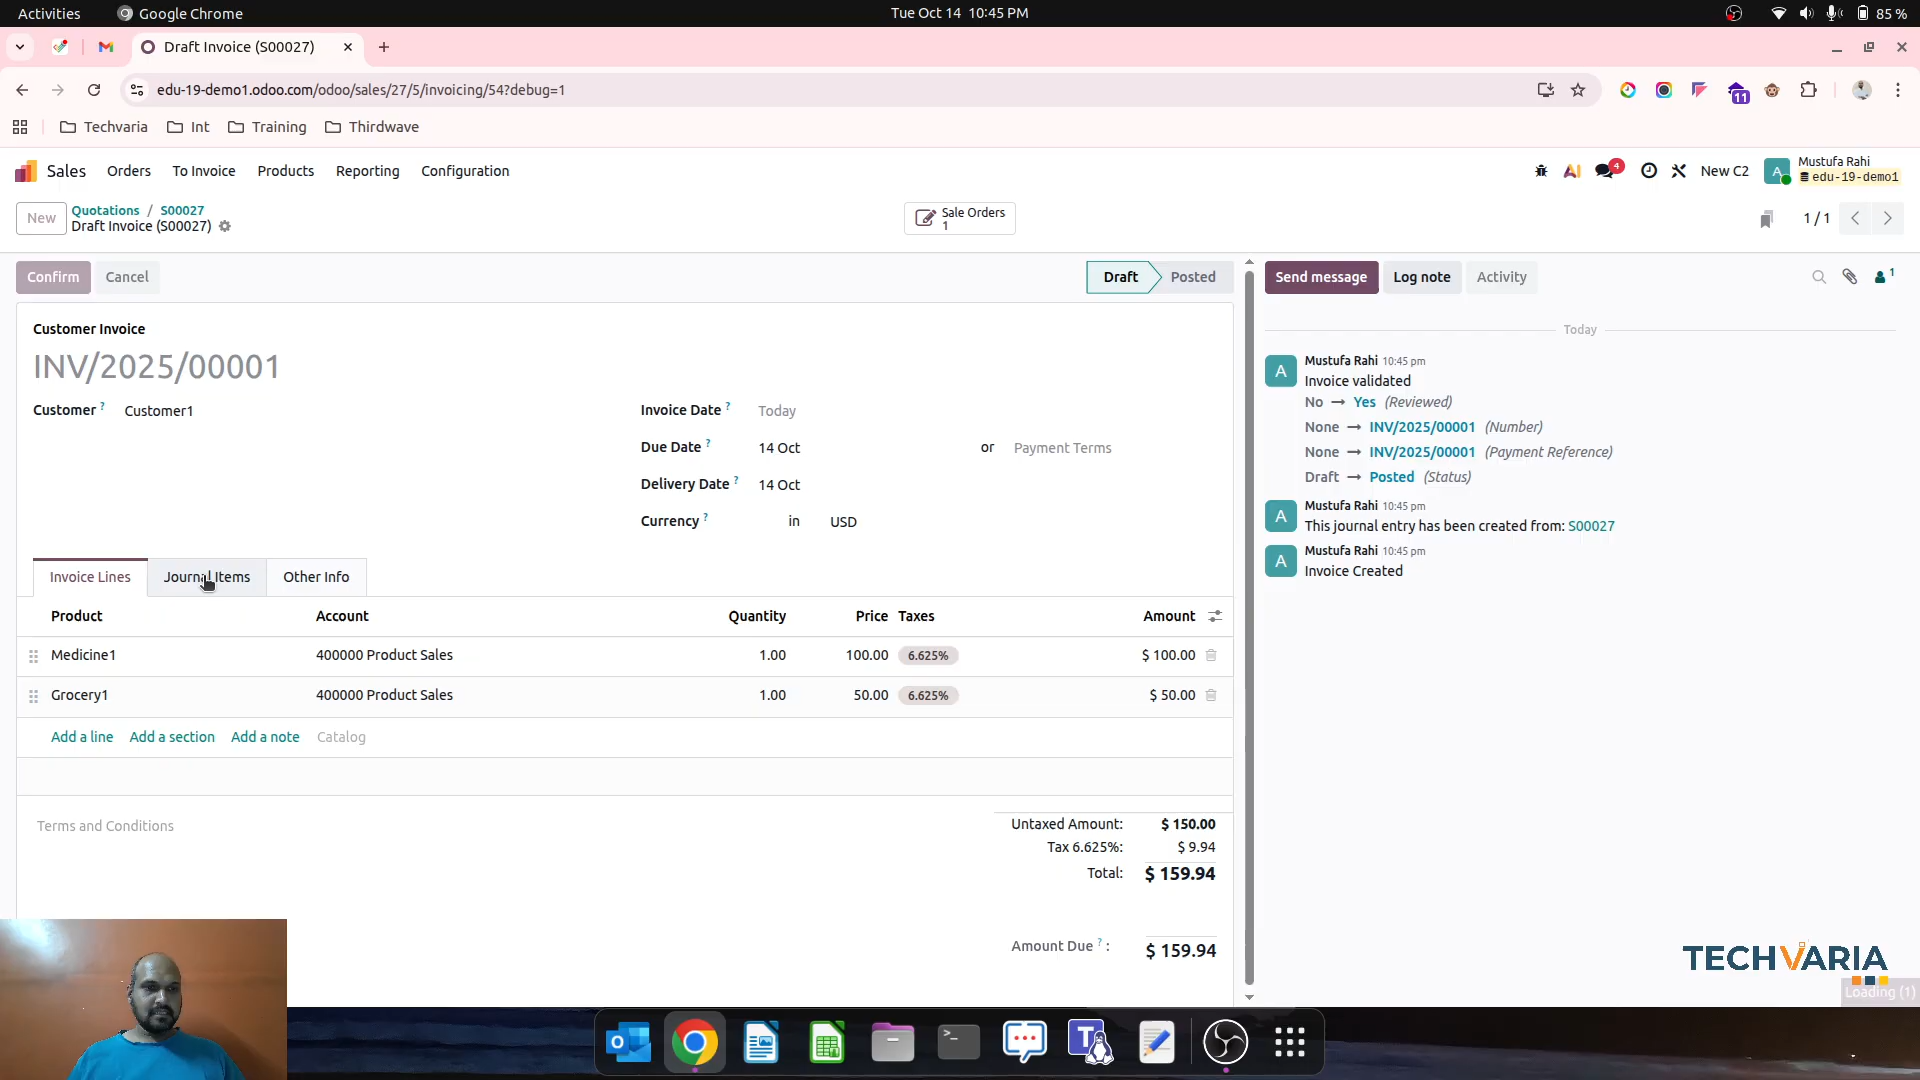 Activities
Google Chrome
Tue Oct 14 10:45 PM
85 %
Draft Invoice (S00027)
edu-19-demo1.odoo.com/odoo/sales/27/5/invoicing/54?debug=1
11
Techvaria
Int
Training
Thirdwave
Sales
Orders
To Invoice
Products
Reporting
Configuration
AI
4
New C2
A
Mustufa Rahi
edu-19-demo1
New
Quotations / S00027
Draft Invoice (S00027)
Sale Orders
1
1 / 1
Confirm
Cancel
Draft
Posted
Send message
Log note
Activity
1
Customer Invoice
INV/2025/00001
Customer ?
Customer1
Invoice Date ?
Today
Due Date ?
14 Oct
or
Payment Terms
Delivery Date ?
14 Oct
Currency ?
in
USD
Today
A
Mustufa Rahi 10:45 pm
Invoice validated
No → Yes (Reviewed)
None → INV/2025/00001 (Number)
None → INV/2025/00001 (Payment Reference)
Draft → Posted (Status)
A
Mustufa Rahi 10:45 pm
This journal entry has been created from: S00027
A
Mustufa Rahi 10:45 pm
Invoice Created
Invoice Lines
Journal Items
Other Info
Product
Account
Quantity
Price
Taxes
Amount
Medicine1
400000 Product Sales
1.00
100.00
6.625%
$ 100.00
Grocery1
400000 Product Sales
1.00
50.00
6.625%
$ 50.00
Add a line
Add a section
Add a note
Catalog
Terms and Conditions
Untaxed Amount: $ 150.00
Tax 6.625%: $ 9.94
Total: $ 159.94
Amount Due ? : $ 159.94
TECHVARIA
Loading (1)